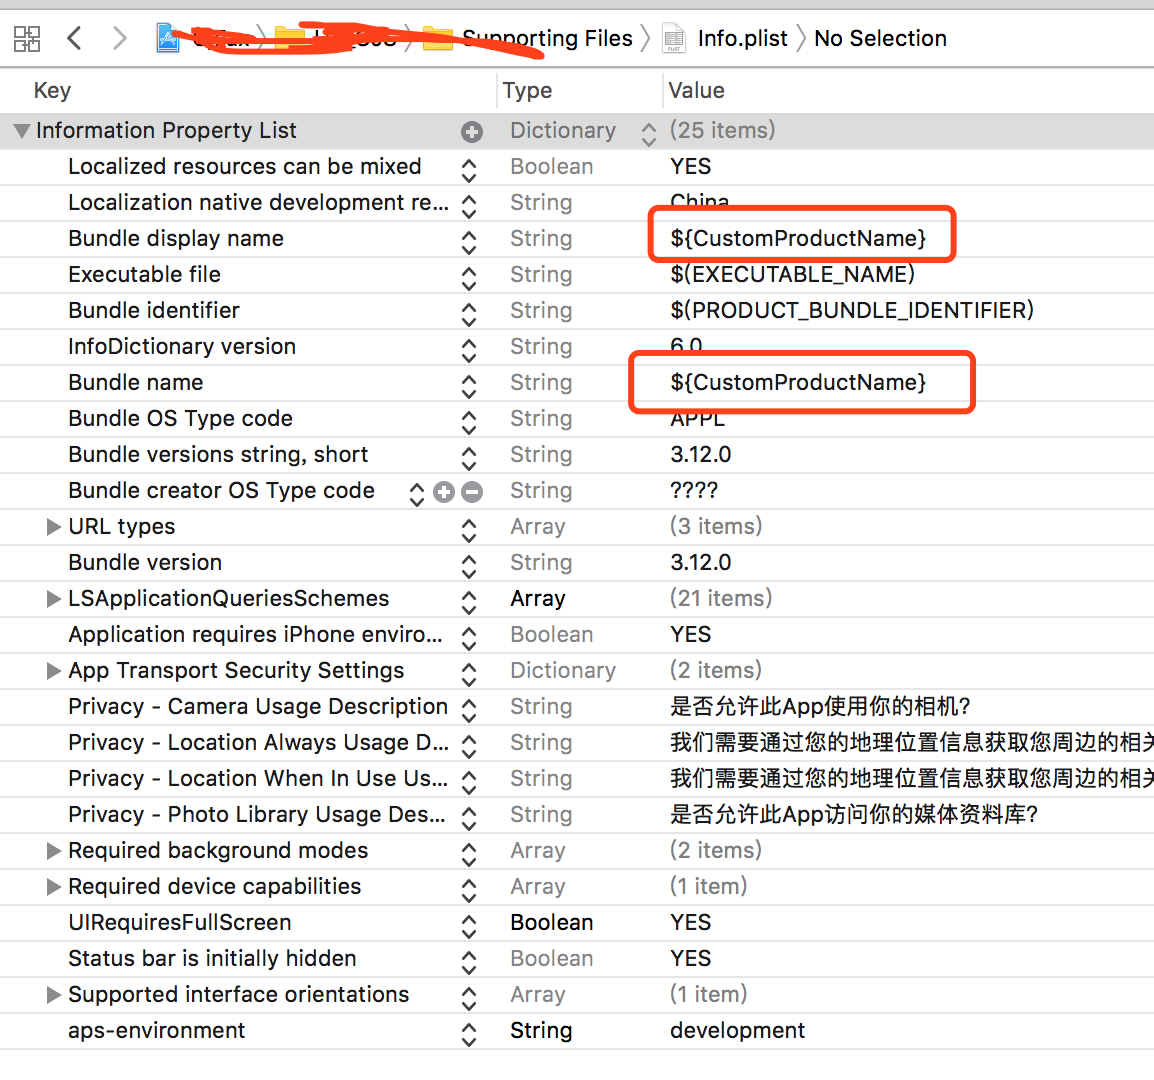 Supporting Files Info.plist No Selection
Key Type Value
Information Property List Dictionary (25 items)
Localized resources can be mixed Boolean YES
Localization native development re... String China
Bundle display name String ${CustomProductName}
Executable file String $(EXECUTABLE_NAME)
Bundle identifier String $(PRODUCT_BUNDLE_IDENTIFIER)
InfoDictionary version String 6.0
Bundle name String ${CustomProductName}
Bundle OS Type code String APPL
Bundle versions string, short String 3.12.0
Bundle creator OS Type code String ????
URL types Array (3 items)
Bundle version String 3.12.0
LSApplicationQueriesSchemes Array (21 items)
Application requires iPhone enviro... Boolean YES
App Transport Security Settings Dictionary (2 items)
Privacy - Camera Usage Description String 是否允许此App使用你的相机?
Privacy - Location Always Usage D... String 我们需要通过您的地理位置信息获取您周边的相关
Privacy - Location When In Use Us... String 我们需要通过您的地理位置信息获取您周边的相关
Privacy - Photo Library Usage Des... String 是否允许此App访问你的媒体资料库?
Required background modes Array (2 items)
Required device capabilities Array (1 item)
UIRequiresFullScreen Boolean YES
Status bar is initially hidden Boolean YES
Supported interface orientations Array (1 item)
aps-environment String development